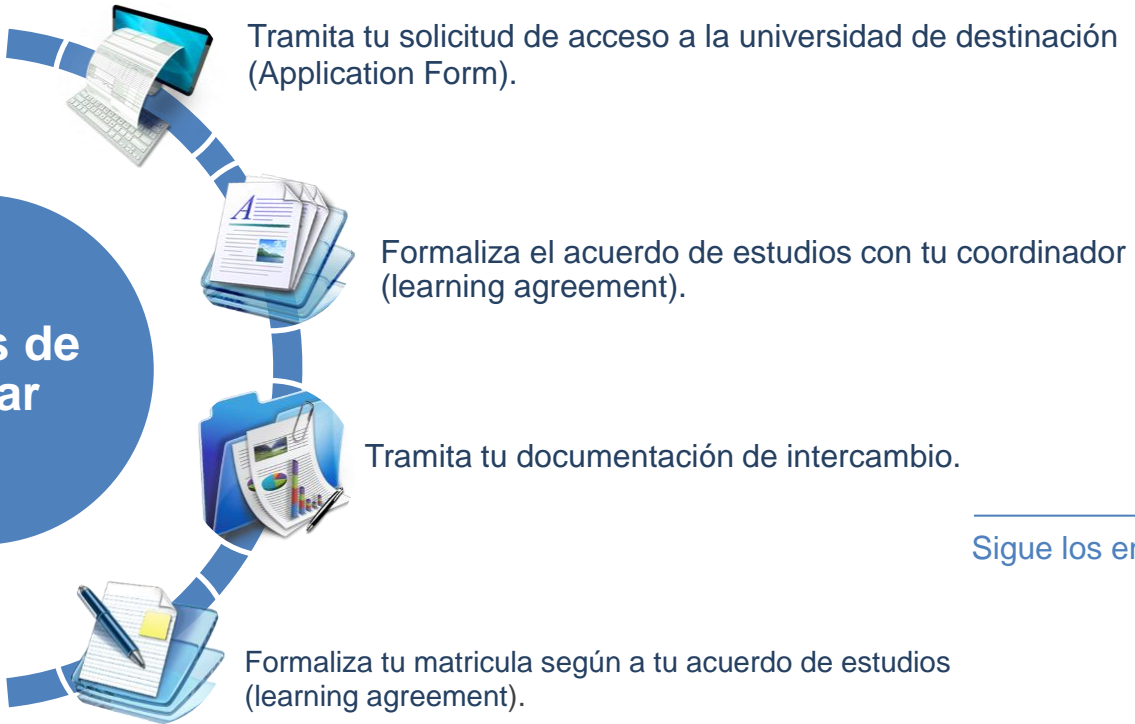 Tramita tu solicitud de acceso a la universidad de destinación
(Application Form).
Formaliza el acuerdo de estudios con tu coordinador
(learning agreement).
s de
ar
Tramita tu documentación de intercambio.
Sigue los en
Formaliza tu matricula según a tu acuerdo de estudios
(learning agreement).